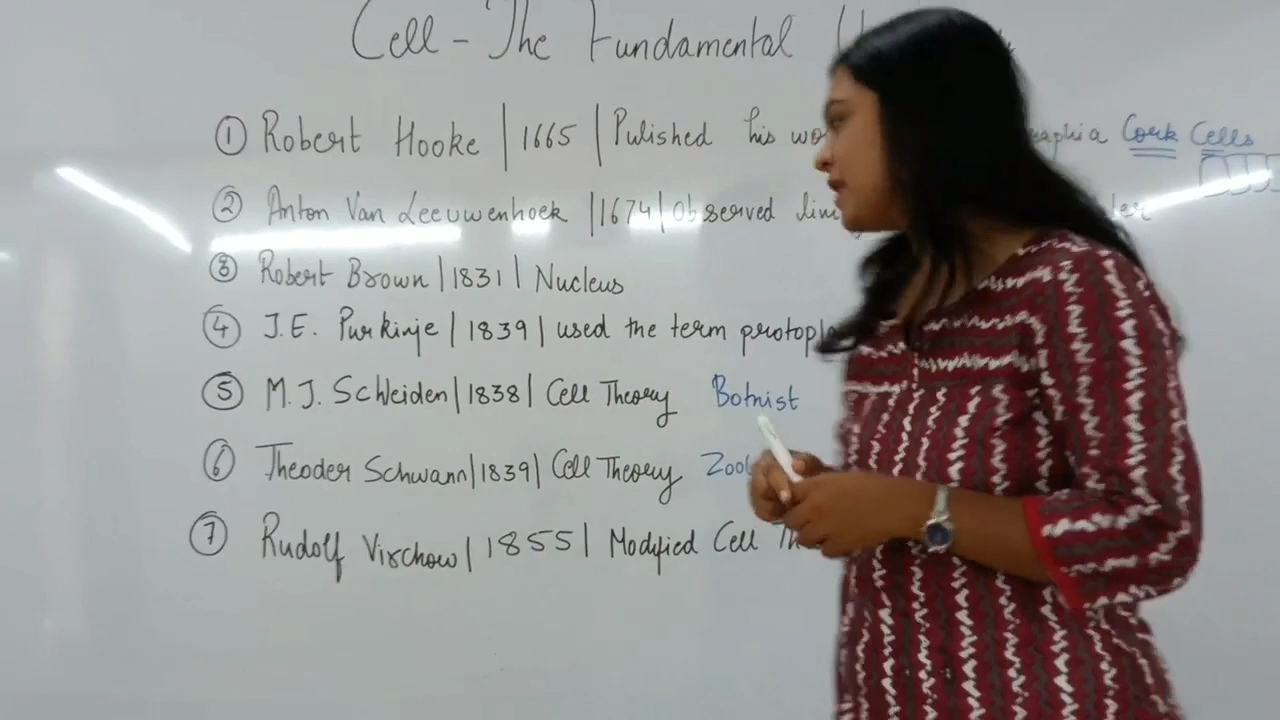 Cell - The Fundamental
① Robert Hooke | 1665 | Pulished his Cork Cells
② Anton Van Leeuwenhoek | 1674 | Observed
③ Robert Brown | 1831 | Nucleus
④ J.E. Purkinje | 1839 | used the term
⑤ M.J. Schleiden | 1838 | Cell Theory Botnist
⑥ Theoder Schwann | 1839 | Cell Theory
⑦ Rudolf Virchow | 1855 | Modified Cell